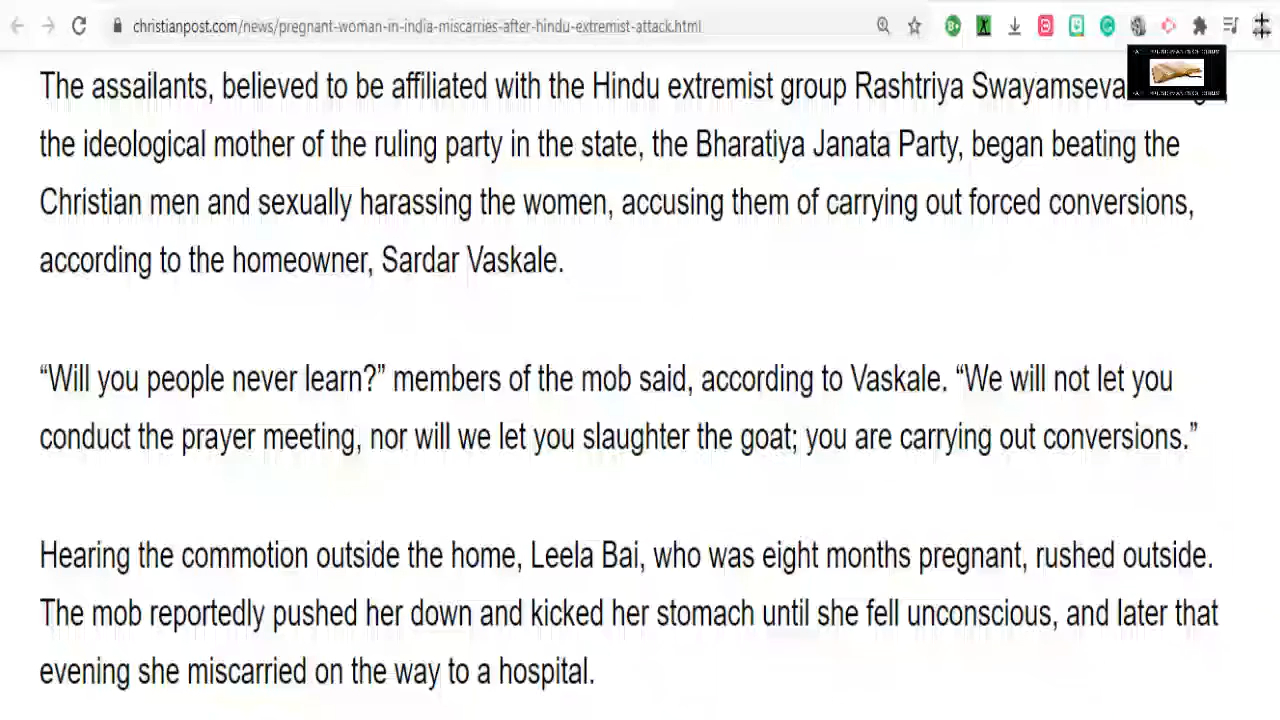 christianpost.com/news/pregnant-woman-in-india-miscarries-after-hindu-extremist-attack.html
The assailants, believed to be affiliated with the Hindu extremist group Rashtriya
the ideological mother of the ruling party in the state, the Bharatiya Janata Party, began beating the
Christian men and sexually harassing the women, accusing them of carrying out forced conversions,
according to the homeowner, Sardar Vaskale.
“Will you people never learn?” members of the mob said, according to Vaskale. “We will not let you
conduct the prayer meeting, nor will we let you slaughter the goat; you are carrying out conversions.”
Hearing the commotion outside the home, Leela Bai, who was eight months pregnant, rushed outside.
The mob reportedly pushed her down and kicked her stomach until she fell unconscious, and later that
evening she miscarried on the way to a hospital.